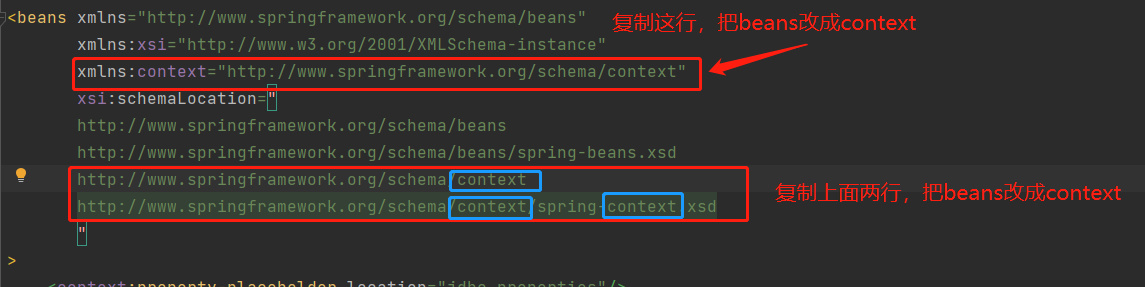 <beans xmlns="http://www.springframework.org/schema/beans"
复制这行，把beans改成context
xmlns:xsi="http://www.w3.org/2001/XMLSchema-instance"
xmlns:context="http://www.springframework.org/schema/context"
xsi:schemaLocation="
http://www.springframework.org/schema/beans
http://www.springframework.org/schema/beans/spring-beans.xsd
http://www.springframework.org/schema/context
http://www.springframework.org/schema/context/spring-context.xsd
复制上面两行，把beans改成context
"
>
<context:property-placeholder location="jdbc.properties"/>